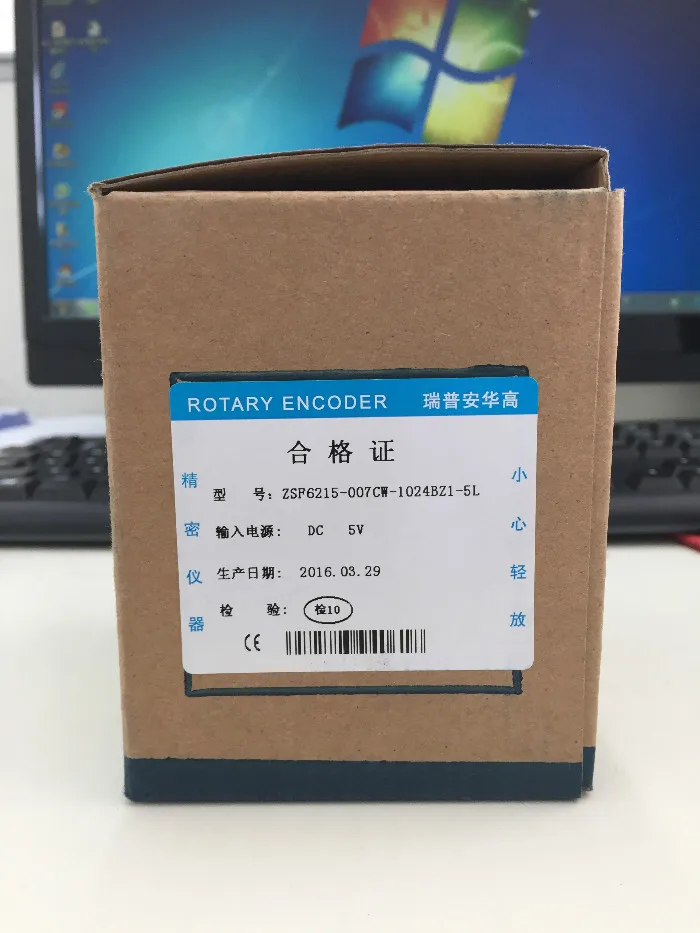 ROTARY ENCODER 瑞普安华高
合格证
型 号: ZSF6215-007CW-1024BZ1-5L
输入电源: DC 5V
生产日期: 2016.03.29
检 验: 检10
CE
精密仪器
小心轻放